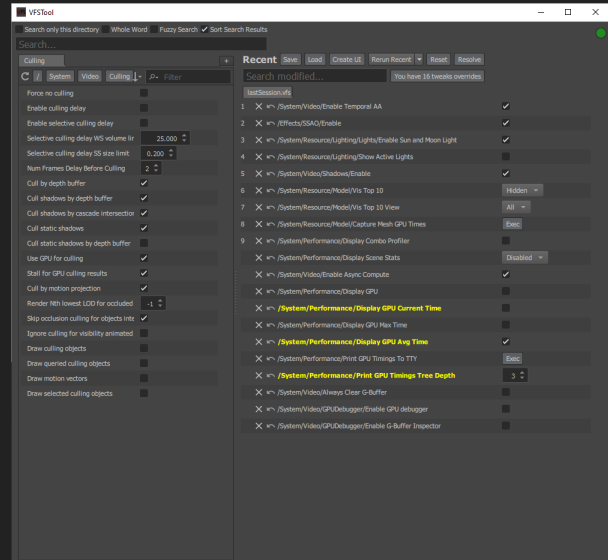 VFSTool
Search only this directory Whole Word Fuzzy Search Sort Search Results
Search...
Culling +
/ System Video Culling Filter
Force no culling
Enable culling delay
Enable selective culling delay
Selective culling delay WS volume lir 25.000
Selective culling delay SS size limit 0.200
Num Frames Delay Before Culling 2
Cull by depth buffer
Cull shadows by depth buffer
Cull shadows by cascade intersection
Cull static shadows
Cull static shadows by depth buffer
Use GPU for culling
Stall for GPU culling results
Cull by motion projection
Render Nth lowest LOD for occluded -1
Skip occlusion culling for objects inte
Ignore culling for visibility animated
Draw culling objects
Draw queried culling objects
Draw motion vectors
Draw selected culling objects
Recent Save Load Create UI Rerun Recent Reset Resolve
Search modified... You have 16 tweaks overrides
lastSession.vfs
1 /System/Video/Enable Temporal AA
2 /Effects/SSAO/Enable
3 /System/Resource/Lighting/Lights/Enable Sun and Moon Light
4 /System/Resource/Lighting/Show Active Lights
5 /System/Video/Shadows/Enable
6 /System/Resource/Model/Vis Top 10 Hidden
7 /System/Resource/Model/Vis Top 10 View All
8 /System/Resource/Model/Capture Mesh GPU Times Exec
9 /System/Performance/Display Combo Profiler
/System/Performance/Display Scene Stats Disabled
/System/Video/Enable Async Compute
/System/Performance/Display GPU
/System/Performance/Display GPU Current Time
/System/Performance/Display GPU Max Time
/System/Performance/Display GPU Avg Time
/System/Performance/Print GPU Timings To TTY Exec
/System/Performance/Print GPU Timings Tree Depth 3
/System/Video/Always Clear G-Buffer
/System/Video/GPUDebugger/Enable GPU debugger
/System/Video/GPUDebugger/Enable G-Buffer Inspector